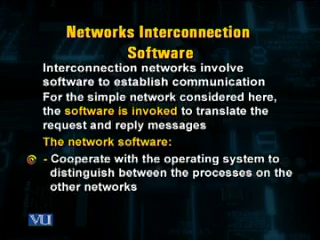 Networks Interconnection
Software
Interconnection networks involve
software to establish communication
For the simple network considered here,
the software is invoked to translate the
request and reply messages
The network software:
- Cooperate with the operating system to
distinguish between the processes on the
other networks
VU